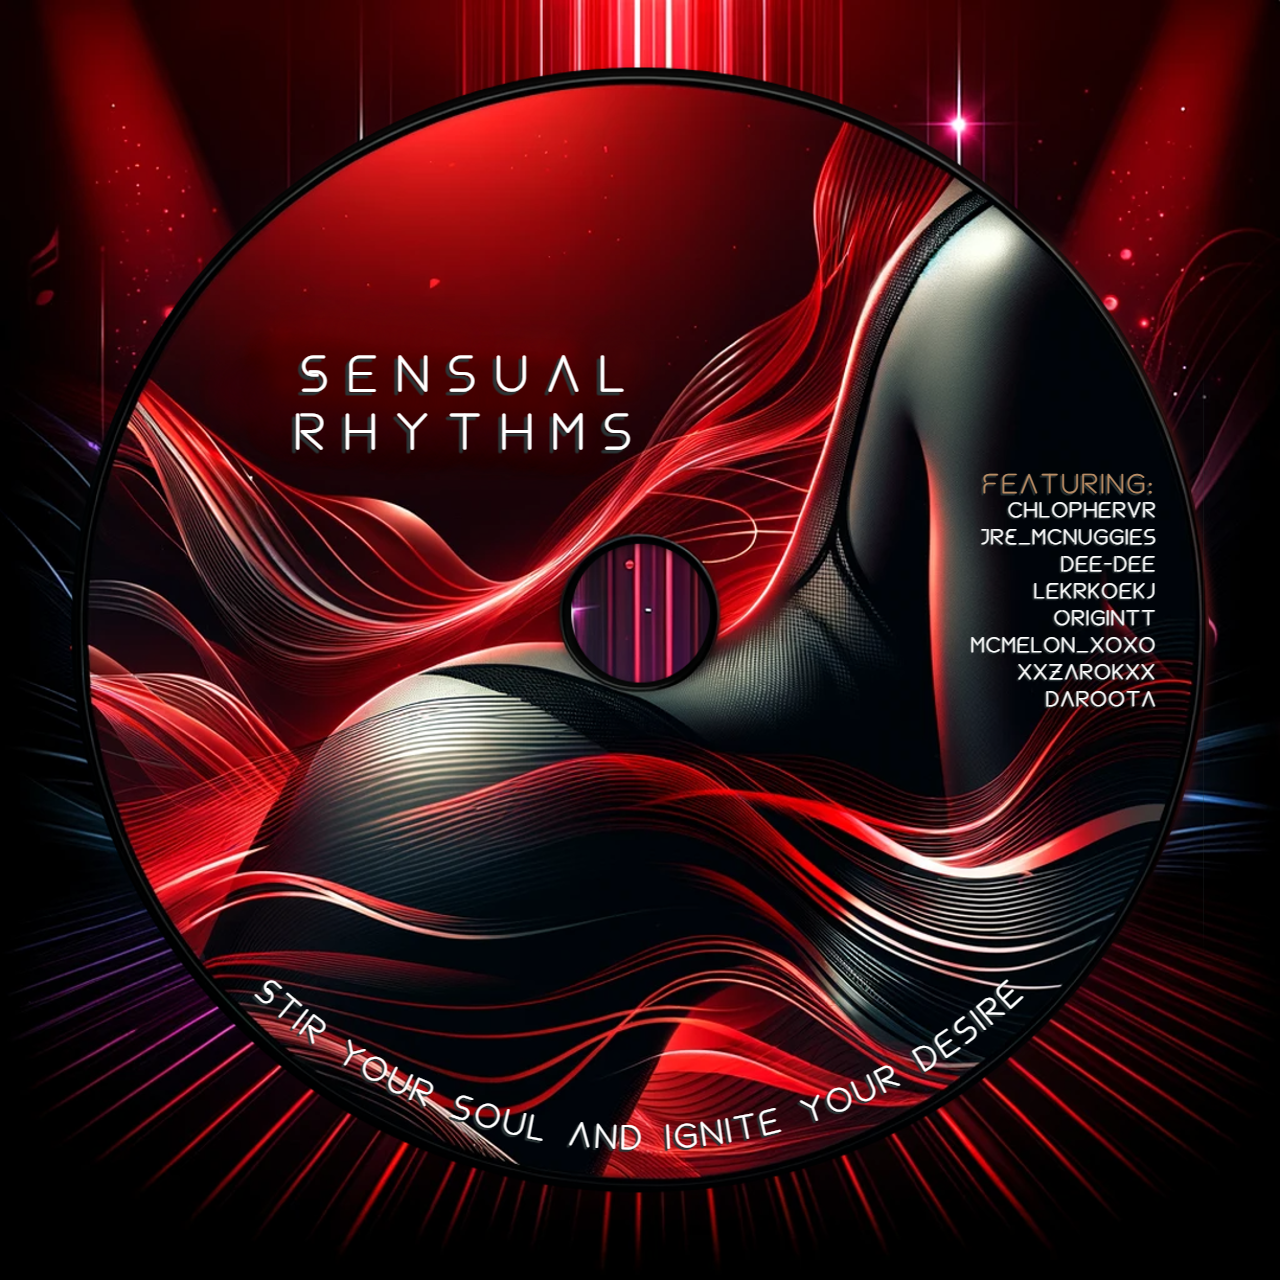 SENSUAL
RHYTHMS
FEATURING:
CHLOPHERVR
JRE_MCNUGGIES
DEE-DEE
LEKRKOEKJ
ORIGINTT
MCMELON_XOXO
XXZAROKXX
DAROOTA
STIR YOUR SOUL AND IGNITE YOUR DESIRE